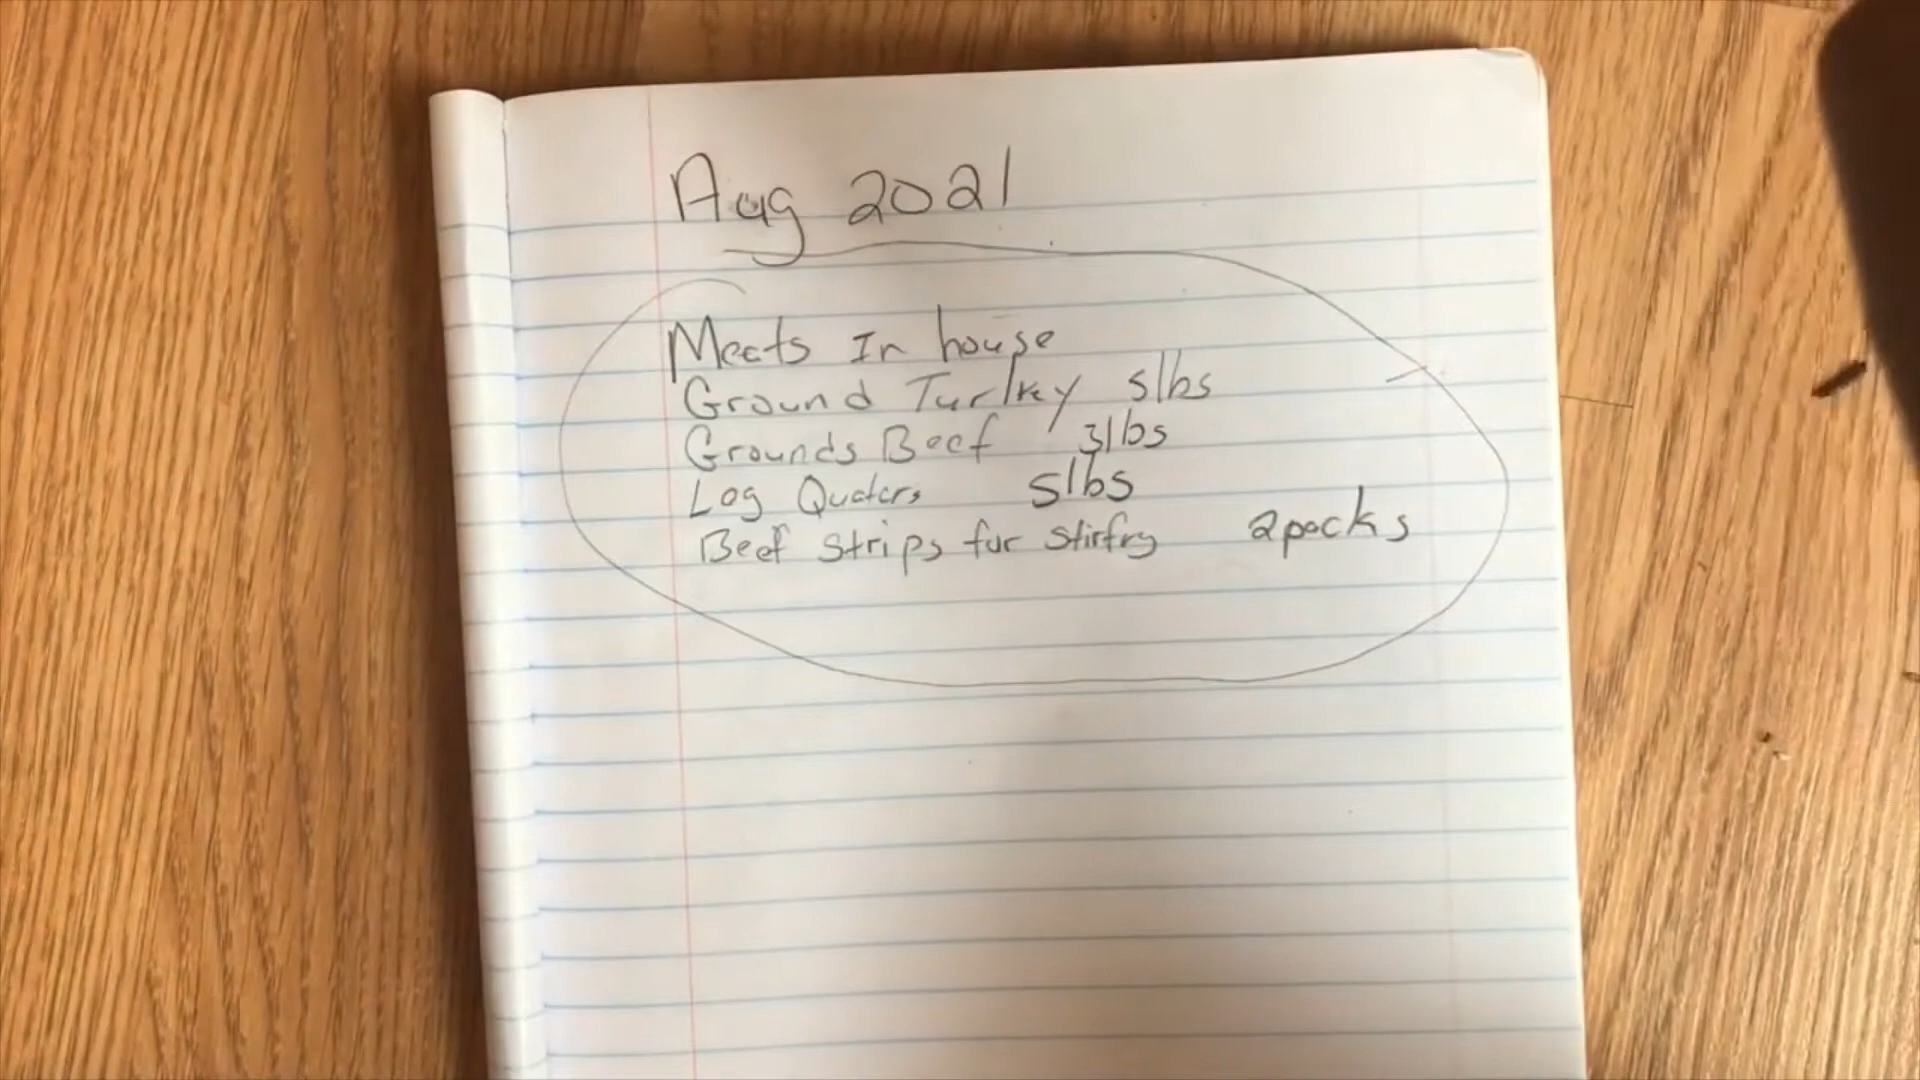 Aug 2021
Meats In house
Ground Turkey 5lbs
Grounds Beef 3lbs
Leg Quaters 5lbs
Beef Strips fur Stirfry 2packs